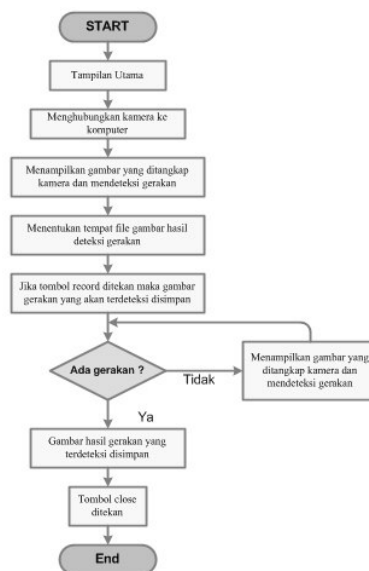 START
Tampilan Utama
Menghubungkan kamera ke
komputer
Menampilkan gambar yang ditangkap
kamera dan mendeteksi gerakan
Menentukan tempat file gambar hasil
deteksi gerakan
Jika tombol record ditekan maka gambar
gerakan yang akan terdeteksi disimpan
Ada gerakan ?
Tidak
Menampilkan gambar yang
ditangkap kamera dan
mendeteksi gerakan
Ya
Gambar hasil gerakan yang
terdeteksi disimpan
Tombol close
ditekan
End